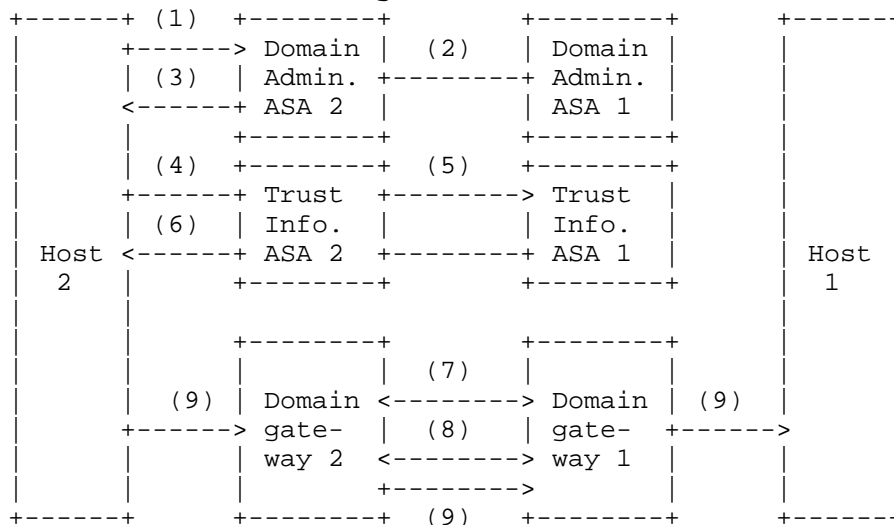 (1)
> Domain (2) Domain
(3) Admin. Admin.
< ASA 2 ASA 1
(4) (5)
Trust > Trust
(6) Info. Info.
Host < ASA 2 ASA 1 Host
2 1
(7)
(9) Domain < > Domain (9)
> gate- (8) gate- >
way 2 < > way 1
>
(9)